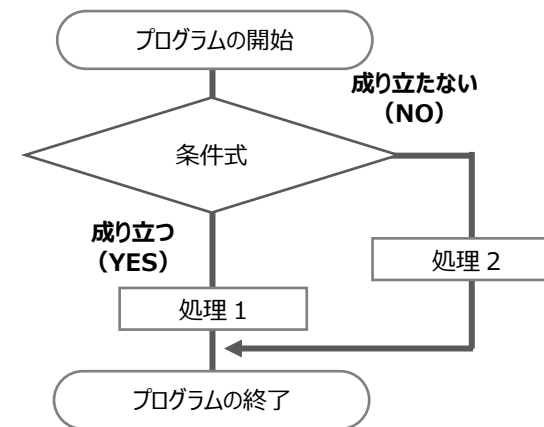 プログラムの開始
成り立たない
（NO）
条件式
成り立つ
（YES）
処理 2
処理 1
プログラムの終了